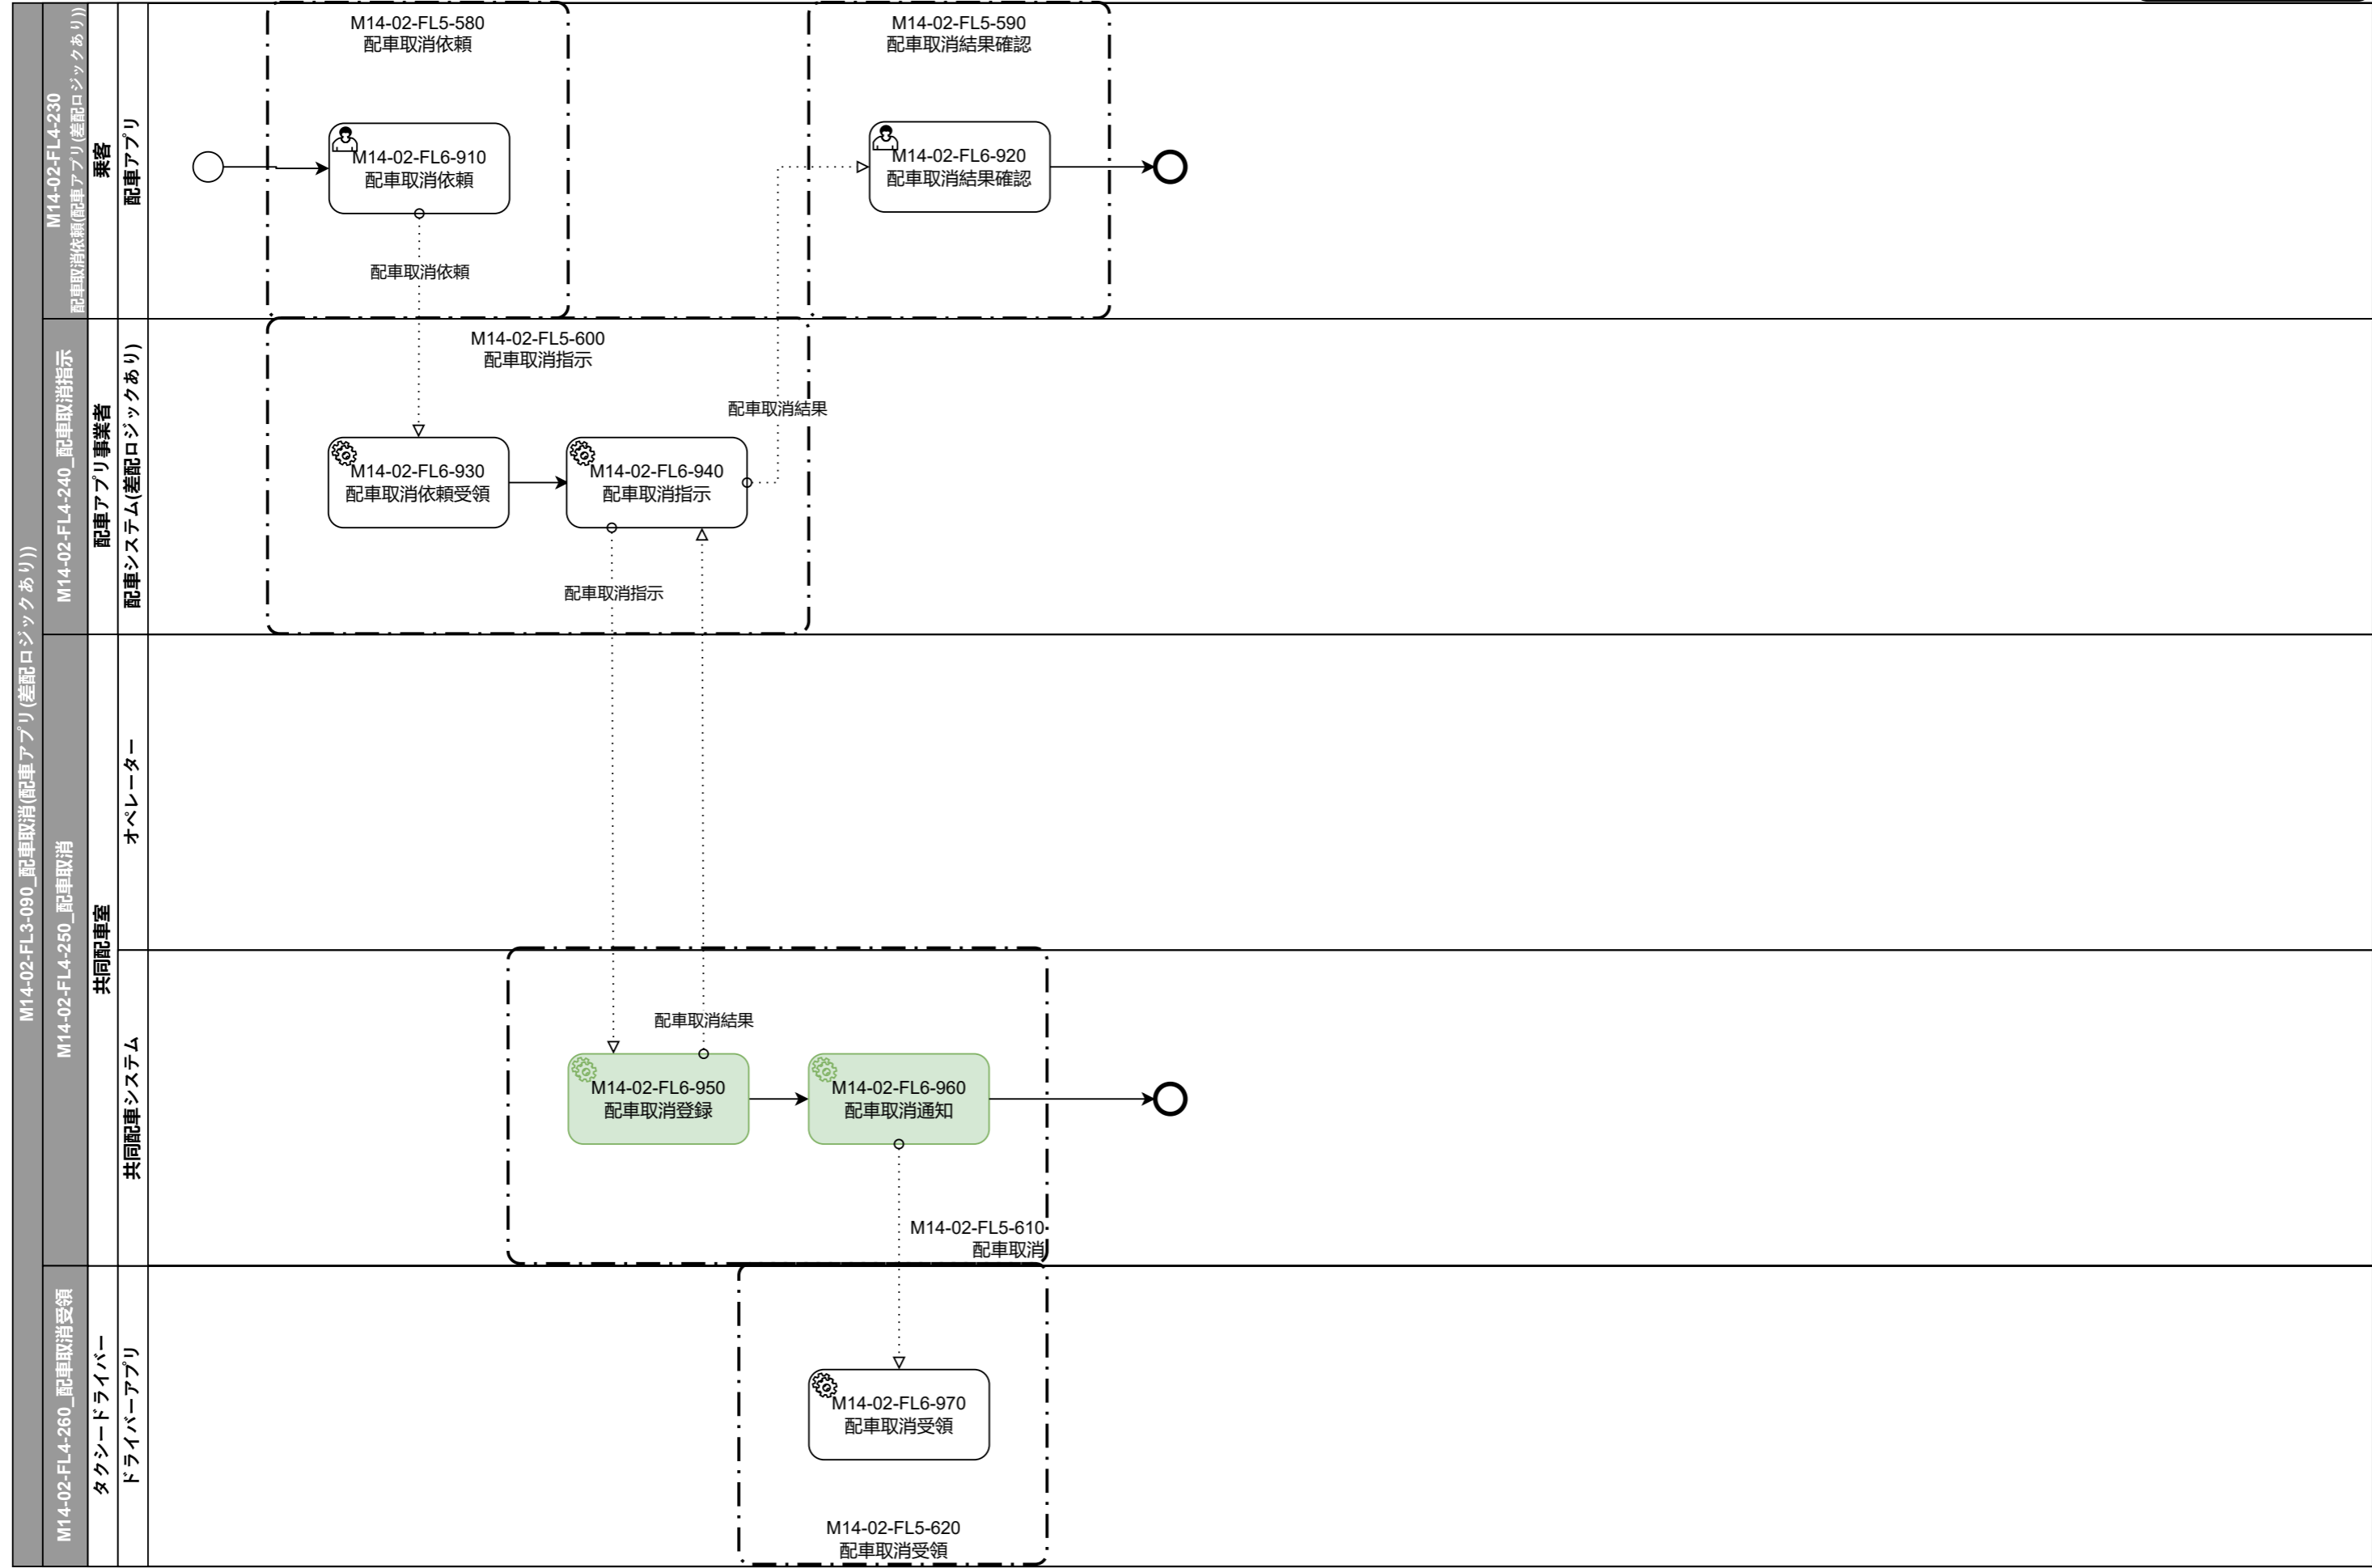 M14-02-FL3-090_配車取消(配車アプリ(差配ロジックあり))
M14-02-FL4-230
配車取消依頼(配車アプリ(差配ロジックあり))
乗客
配車アプリ
M14-02-FL5-580
配車取消依頼
M14-02-FL5-590
配車取消結果確認
M14-02-FL6-910
配車取消依頼
M14-02-FL6-920
配車取消結果確認
配車取消依頼
M14-02-FL4-240_配車取消指示
配車アプリ事業者
配車システム(差配ロジックあり)
M14-02-FL5-600
配車取消指示
配車取消結果
M14-02-FL6-930
配車取消依頼受領
M14-02-FL6-940
配車取消指示
配車取消指示
M14-02-FL4-250_配車取消
共同配車室
オペレーター
共同配車システム
配車取消結果
M14-02-FL6-950
配車取消登録
M14-02-FL6-960
配車取消通知
M14-02-FL5-610
配車取消
M14-02-FL4-260_配車取消受領
タクシードライバー
ドライバーアプリ
M14-02-FL6-970
配車取消受領
M14-02-FL5-620
配車取消受領